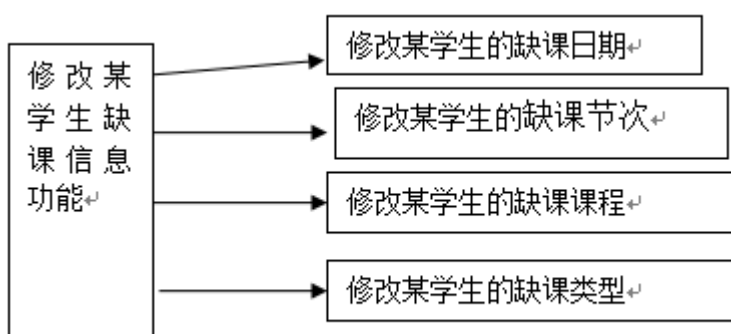 修改某
学生缺
课信息
功能↵
修改某学生的缺课日期↵
修改某学生的缺课节次↵
修改某学生的缺课课程↵
修改某学生的缺课类型↵